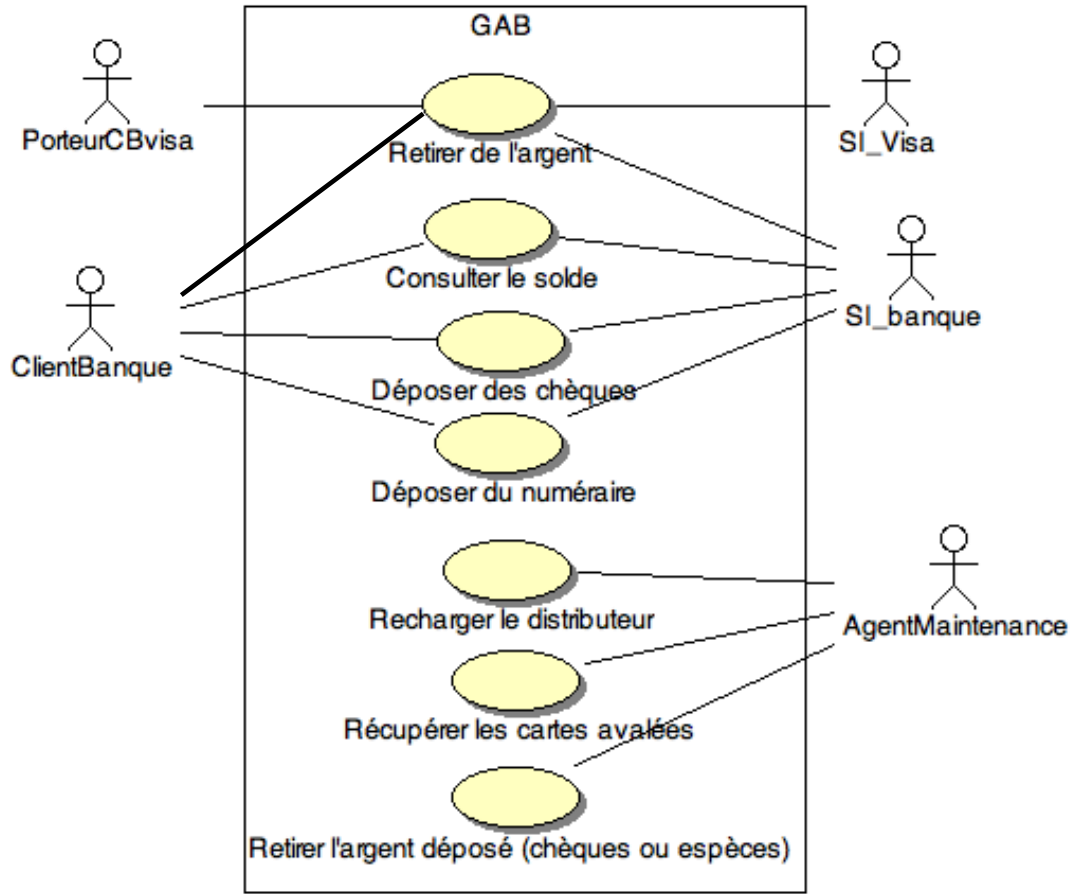 GAB
PorteurCBvisa
Retirer de l'argent
SI_Visa
Consulter le solde
SI_banque
ClientBanque
Déposer des chèques
Déposer du numéraire
Recharger le distributeur
AgentMaintenance
Récupérer les cartes avalées
Retirer l'argent déposé (chèques ou espèces)